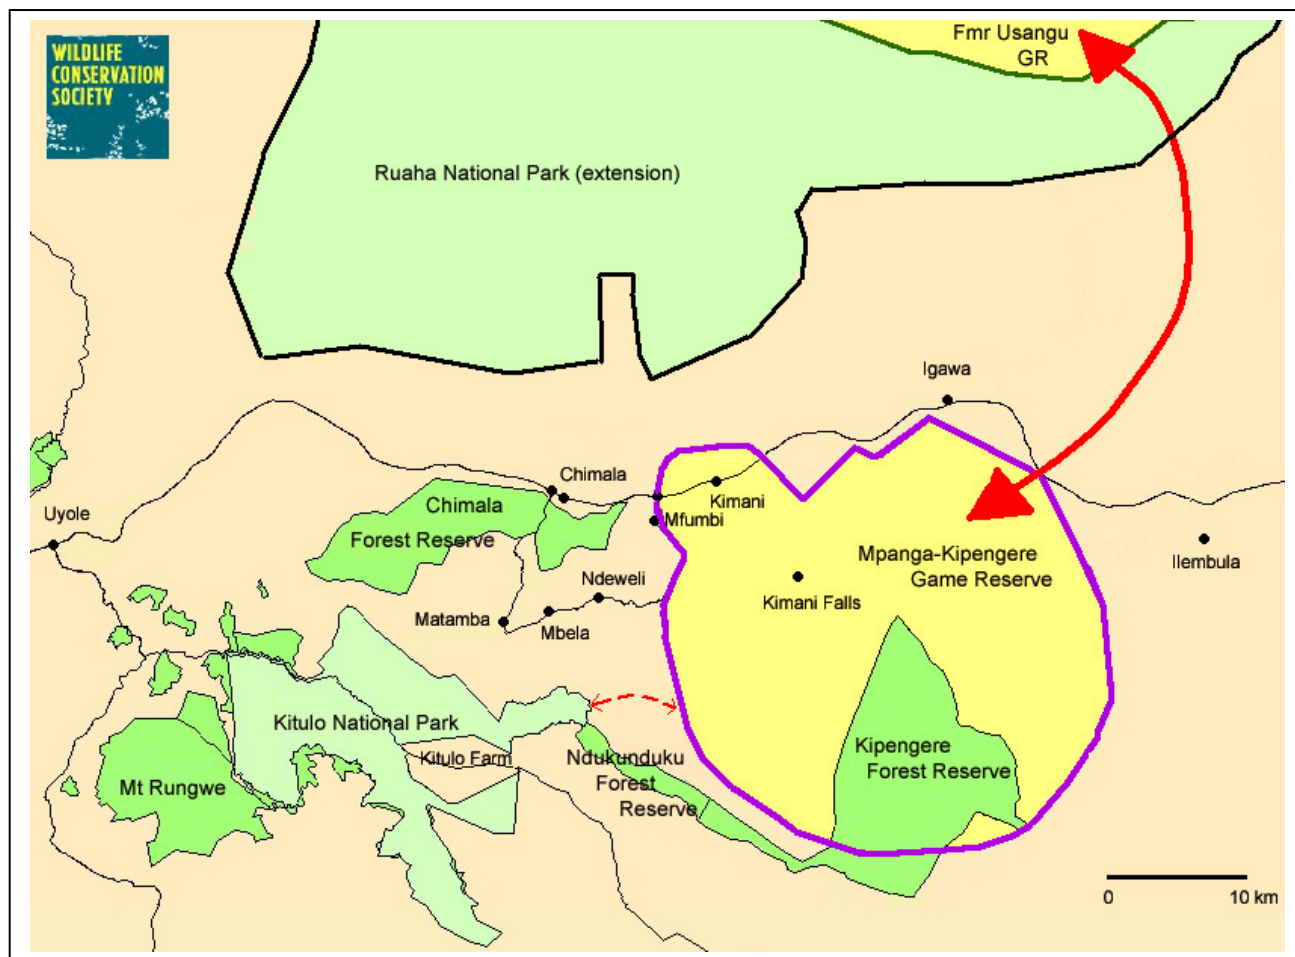 WILDLIFE
CONSERVATION
SOCIETY
Fmr Usangu
GR
Ruaha National Park (extension)
Igawa
Chimala
Kimani
Chimala
Forest Reserve
Uyole
Mfumbi
Mpanga-Kipengere
Game Reserve
Ilembula
Ndeweli
Kimani Falls
Matamba
Mbela
Kitulo National Park
Kitulo Farm
Ndukunduku
Forest
Reserve
Kipengere
Forest Reserve
Mt Rungwe
0
10 km